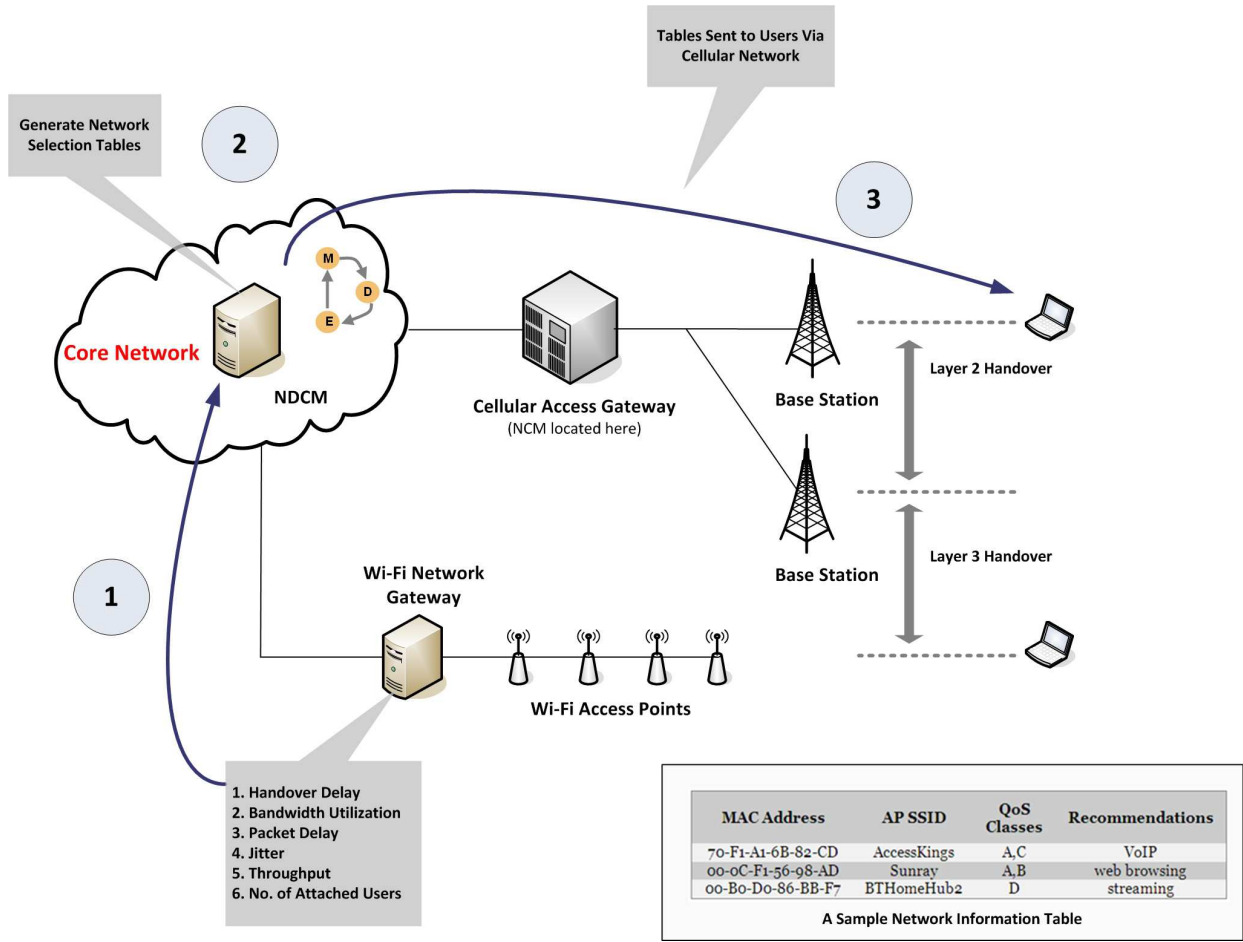 Tables Sent to Users Via
Cellular Network
Generate Network
Selection Tables
2
3
M
D
E
Core Network
NDCM
Cellular Access Gateway
(NCM located here)
Base Station
Layer 2 Handover
Base Station
Layer 3 Handover
1
Wi-Fi Network
Gateway
Wi-Fi Access Points
1. Handover Delay
2. Bandwidth Utilization
3. Packet Delay
4. Jitter
5. Throughput
6. No. of Attached Users
MAC Address AP SSID QoS Classes Recommendations
70-F1-A1-6B-82-CD AccessKings A,C VoIP
00-0C-F1-56-98-AD Sunray A,B web browsing
00-B0-D0-86-BB-F7 BTHomeHub2 D streaming
A Sample Network Information Table